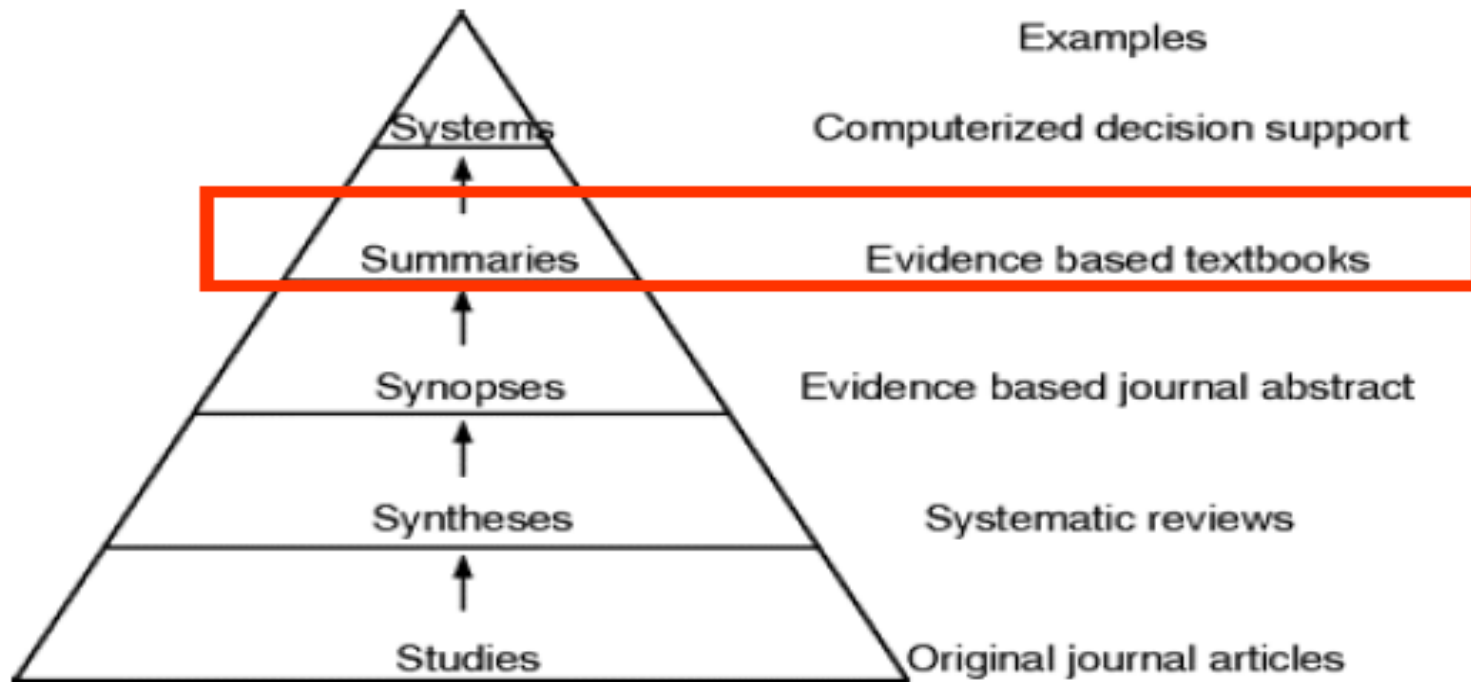 Examples
Systems Computerized decision support
Summaries Evidence based textbooks
Synopses Evidence based journal abstract
Syntheses Systematic reviews
Studies Original journal articles